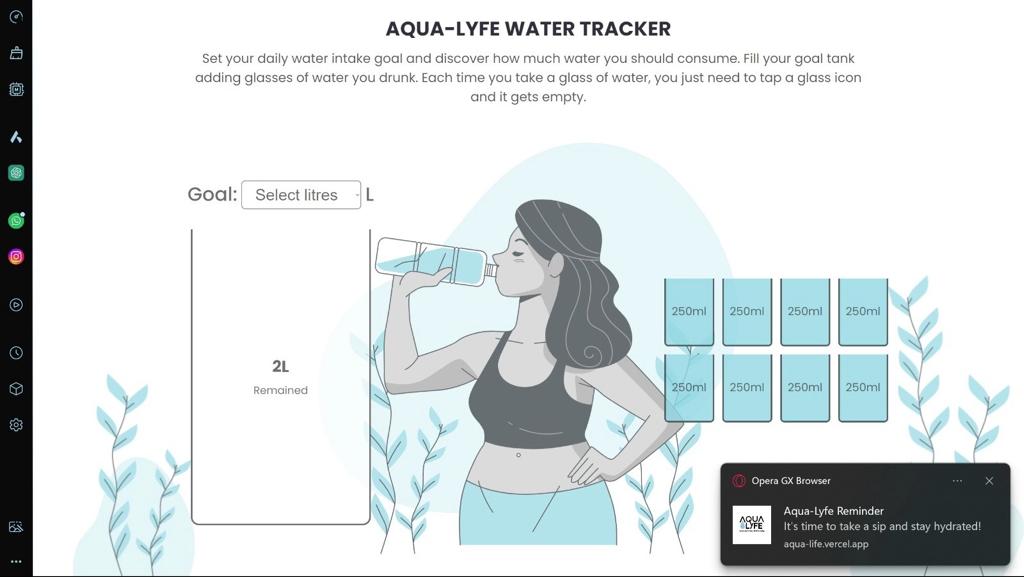 AQUA-LYFE WATER TRACKER
Set your daily water intake goal and discover how much water you should consume. Fill your goal tank
adding glasses of water you drunk. Each time you take a glass of water, you just need to tap a glass icon
and it gets empty.
Goal: Select litres L
2L
Remained
250ml 250ml 250ml 250ml
250ml 250ml 250ml 250ml
Opera GX Browser
AQUA
LYFE
Aqua-Lyfe Reminder
It's time to take a sip and stay hydrated!
aqua-life.vercel.app